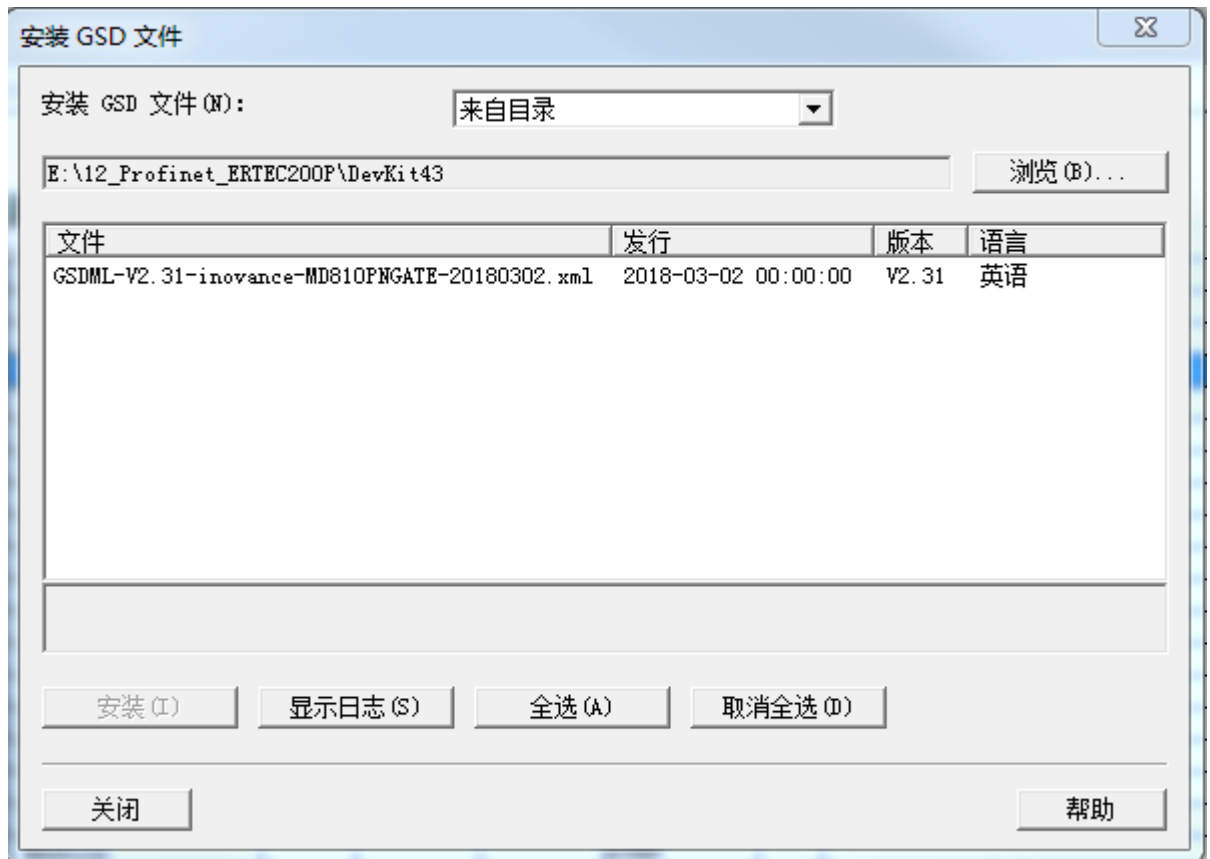 安装 GSD 文件
安装 GSD 文件(N):
来自目录
E:\12_Profinet_ERTEC200P\DevKit43
浏览(B)...
文件 发行 版本 语言
GSDML-V2.31-inovance-MD810PNGATE-20180302.xml 2018-03-02 00:00:00 V2.31 英语
安装(I) 显示日志(S) 全选(A) 取消全选(D)
关闭 帮助